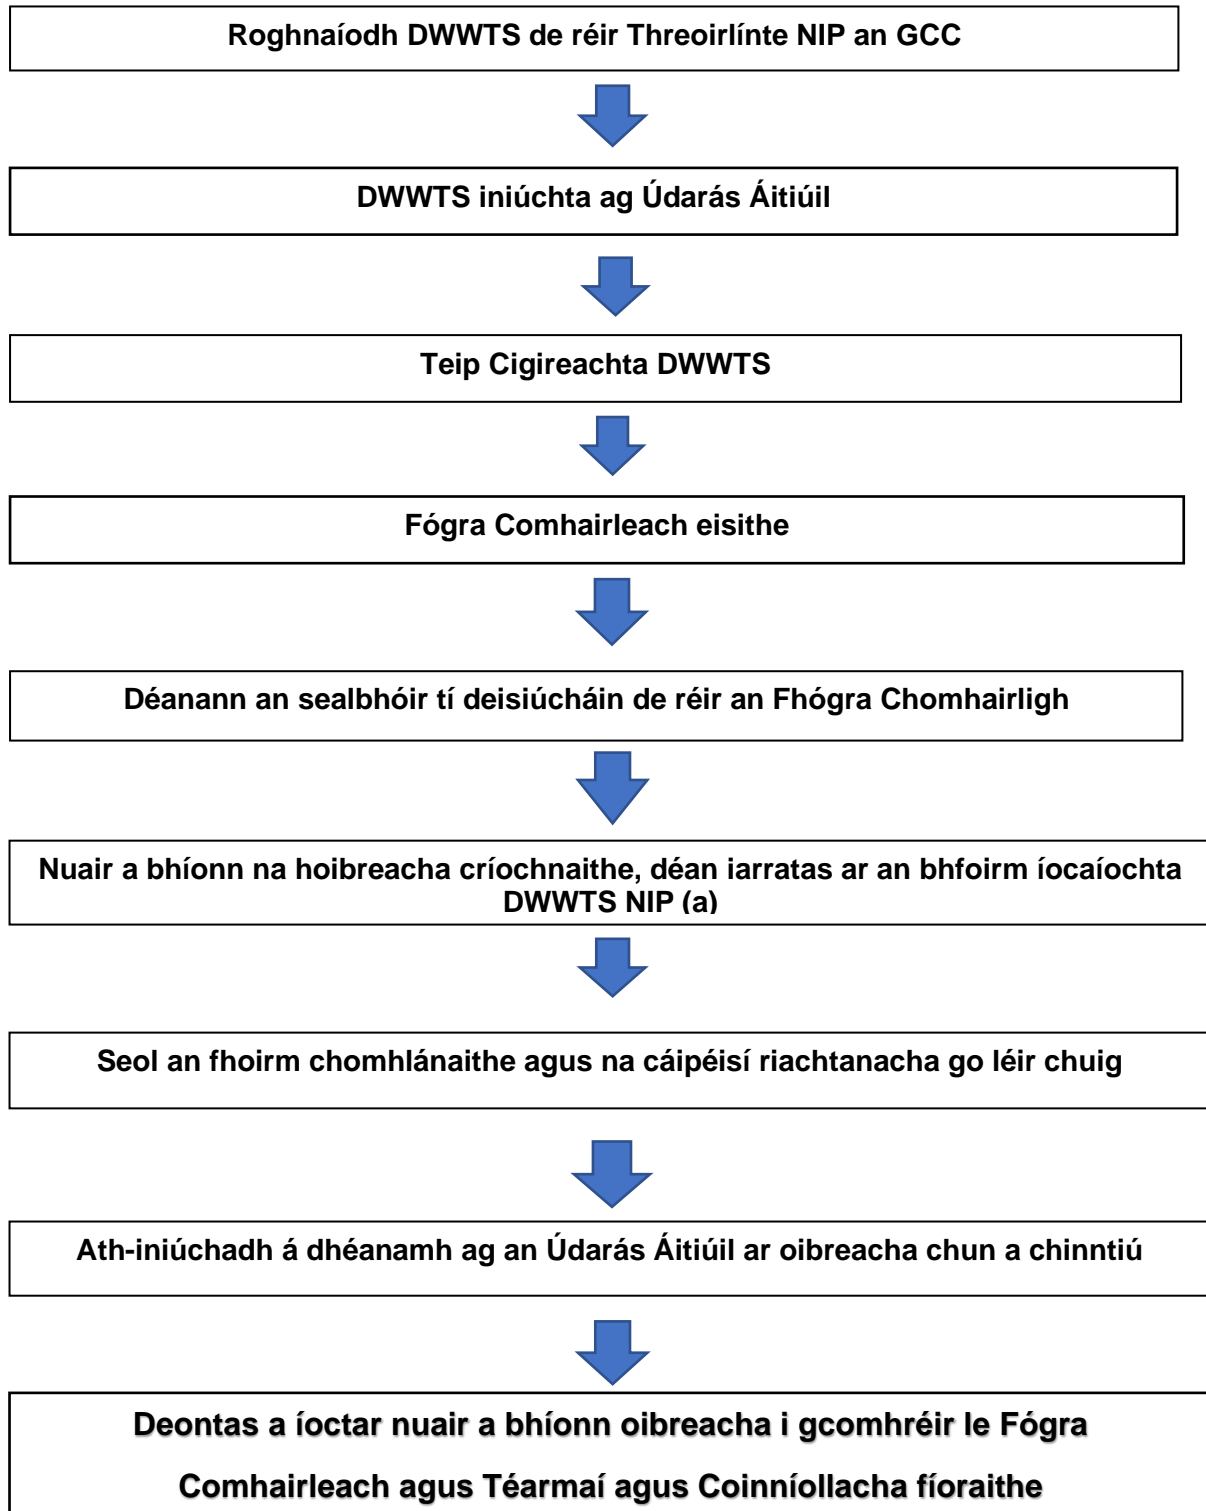 Roghnaíodh DWWTS de réir Threoirlínte NIP an GCC
DWWTS iniúchta ag Údarás Áitiúil
Teip Cigireachta DWWTS
Fógra Comhairleach eisithe
Déanann an sealbhóir tí deisiúcháin de réir an Fhógra Chomhairligh
Nuair a bhíonn na hoibreacha críochnaithe, déan iarratas ar an bhfoirm íocaíochta
DWWTS NIP (a)
Seol an fhoirm chomhlánaithe agus na cáipéisí riachtanacha go léir chuig
Ath-iniúchadh á dhéanamh ag an Údarás Áitiúil ar oibreacha chun a chinntiú
Deontas a íoctar nuair a bhíonn oibreacha i gcomhréir le Fógra
Comhairleach agus Téarmaí agus Coinníollacha fíoraithe